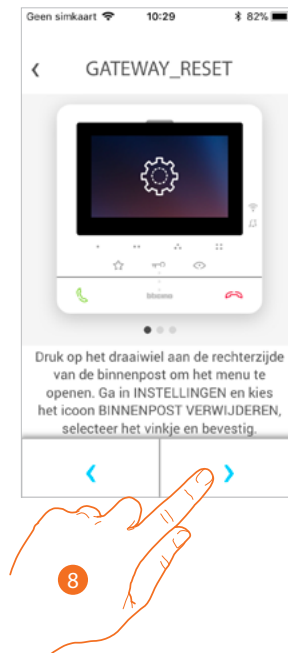 Geen simkaart 10:29 82%
GATEWAY_RESET
bticino
Druk op het draaiwiel aan de rechterzijde
van de binnenpost om het menu te
openen. Ga in INSTELLINGEN en kies
het icoon BINNENPOST VERWIJDEREN,
selecteer het vinkje en bevestig.
8